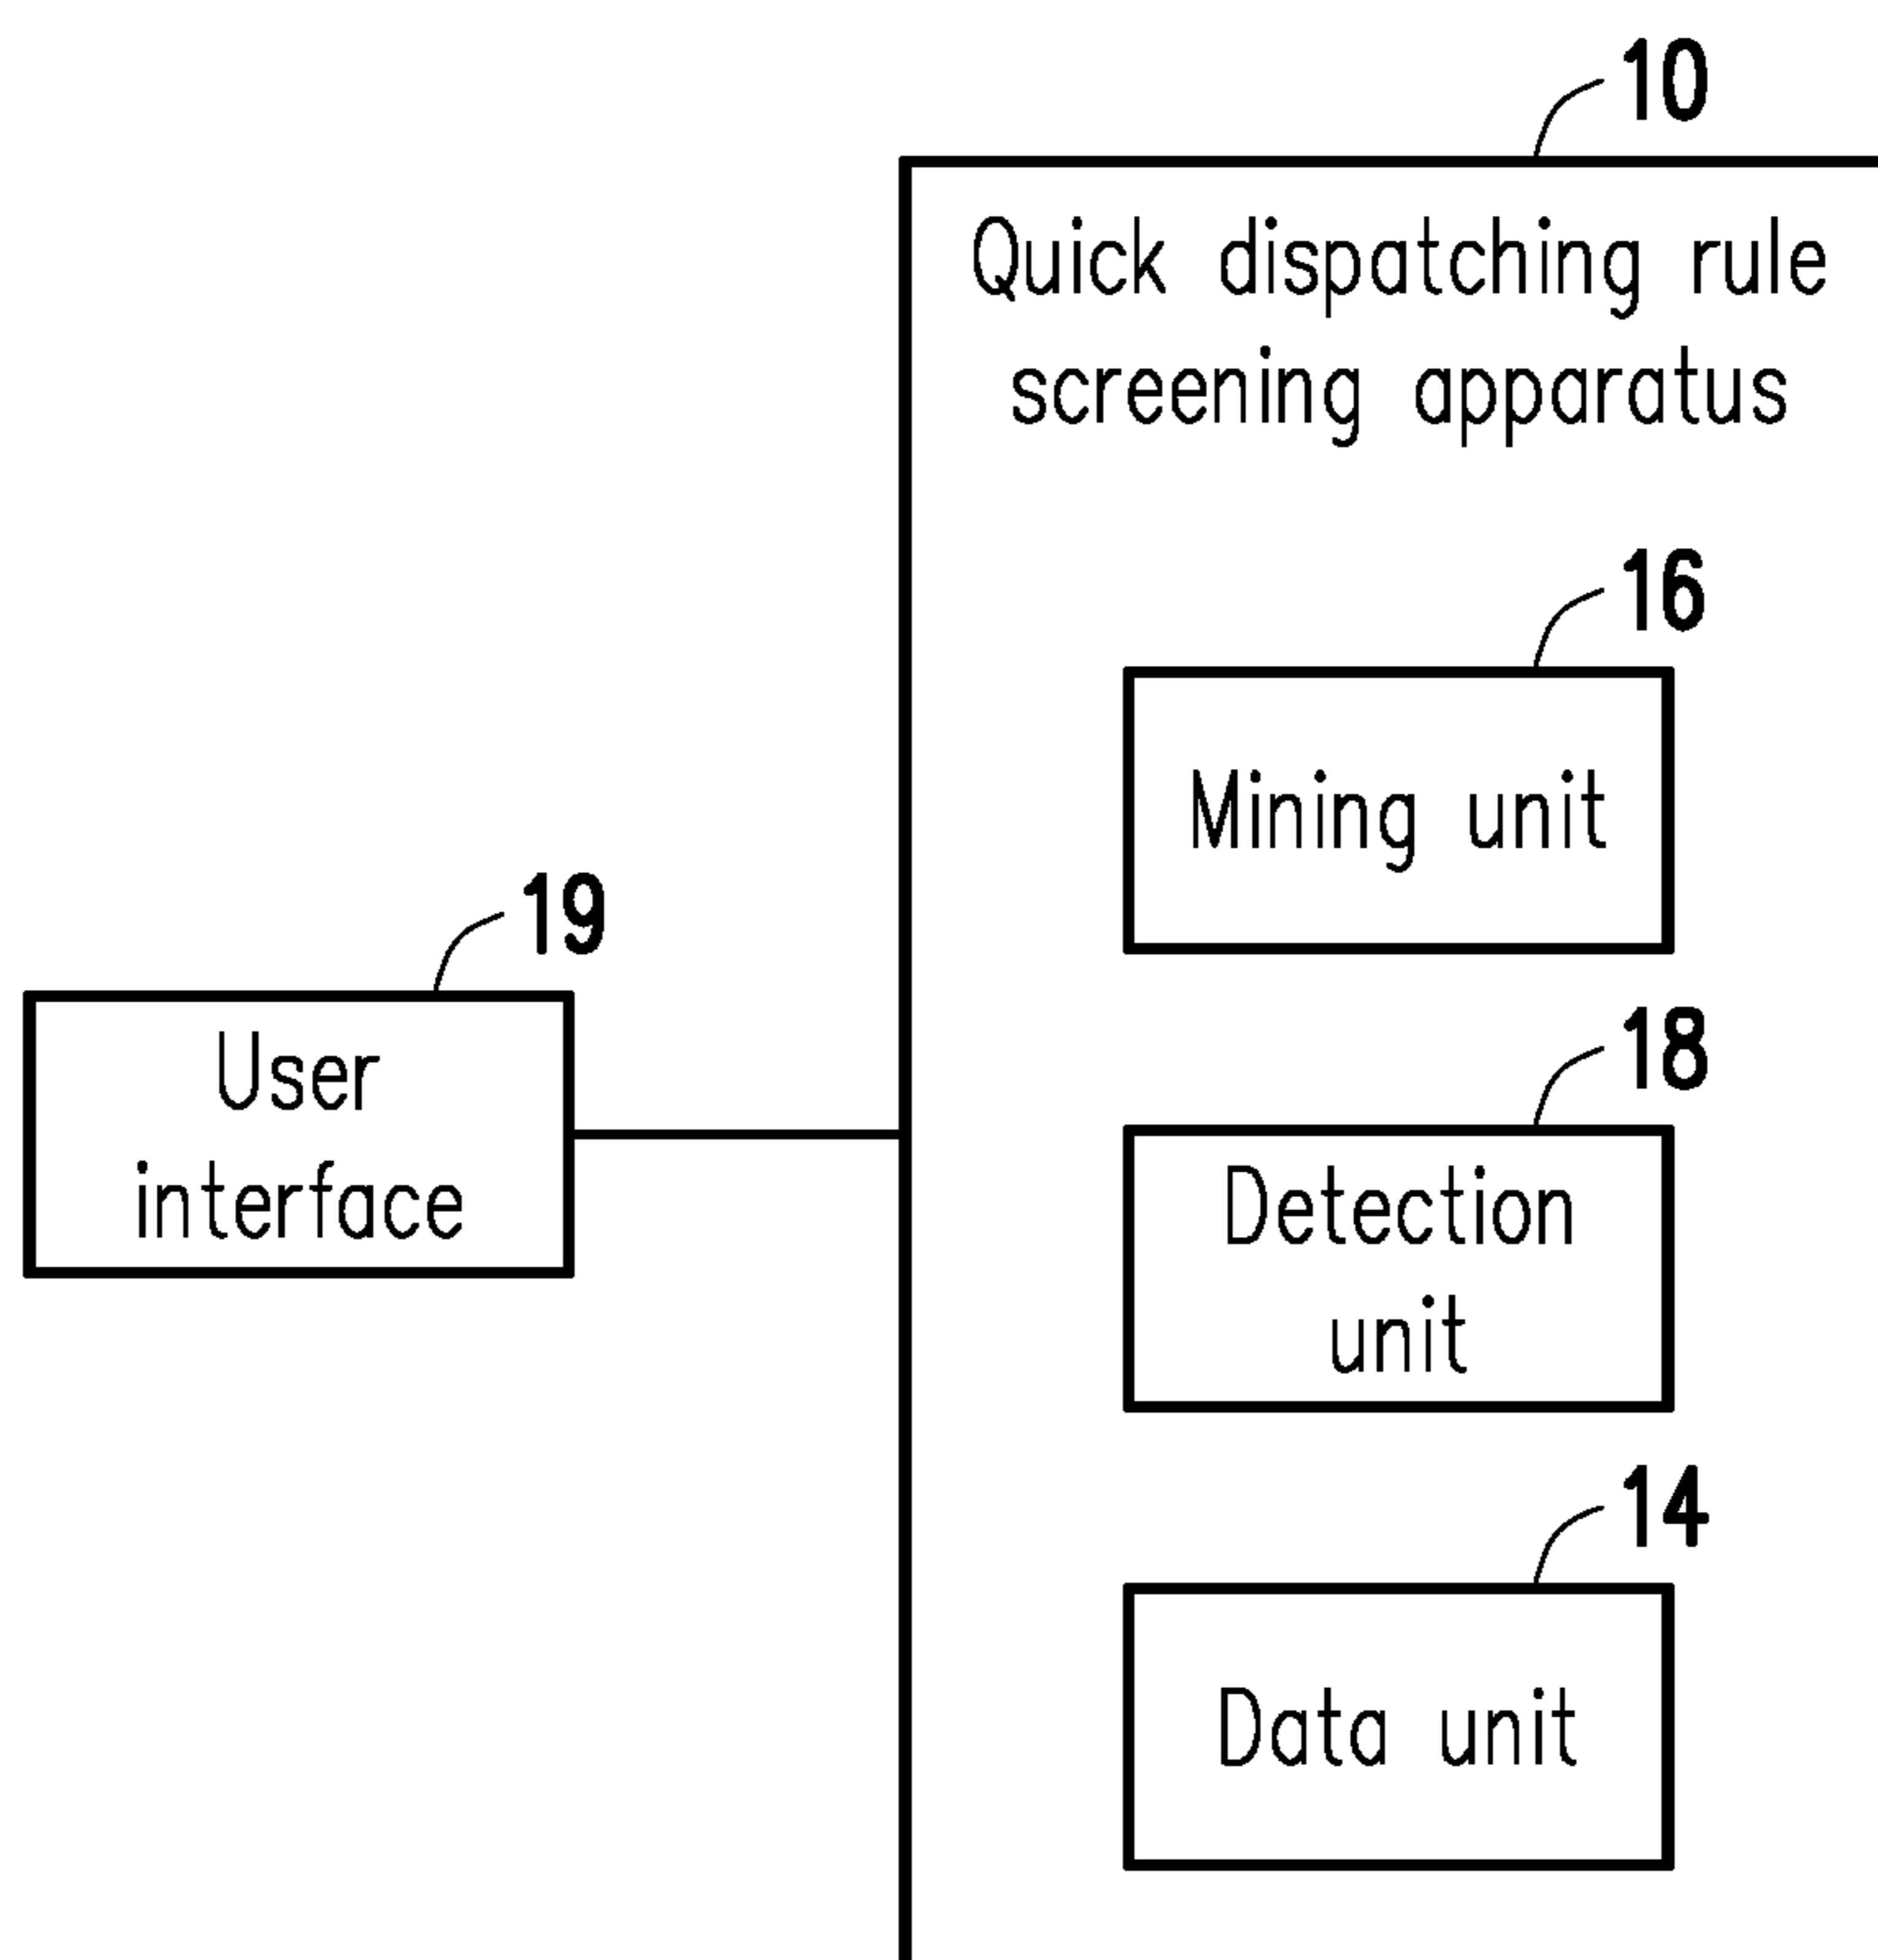 10
Quick dispatching rule
screening apparatus
16
Mining unit
19
User
interface
18
Detection
unit
14
Data unit